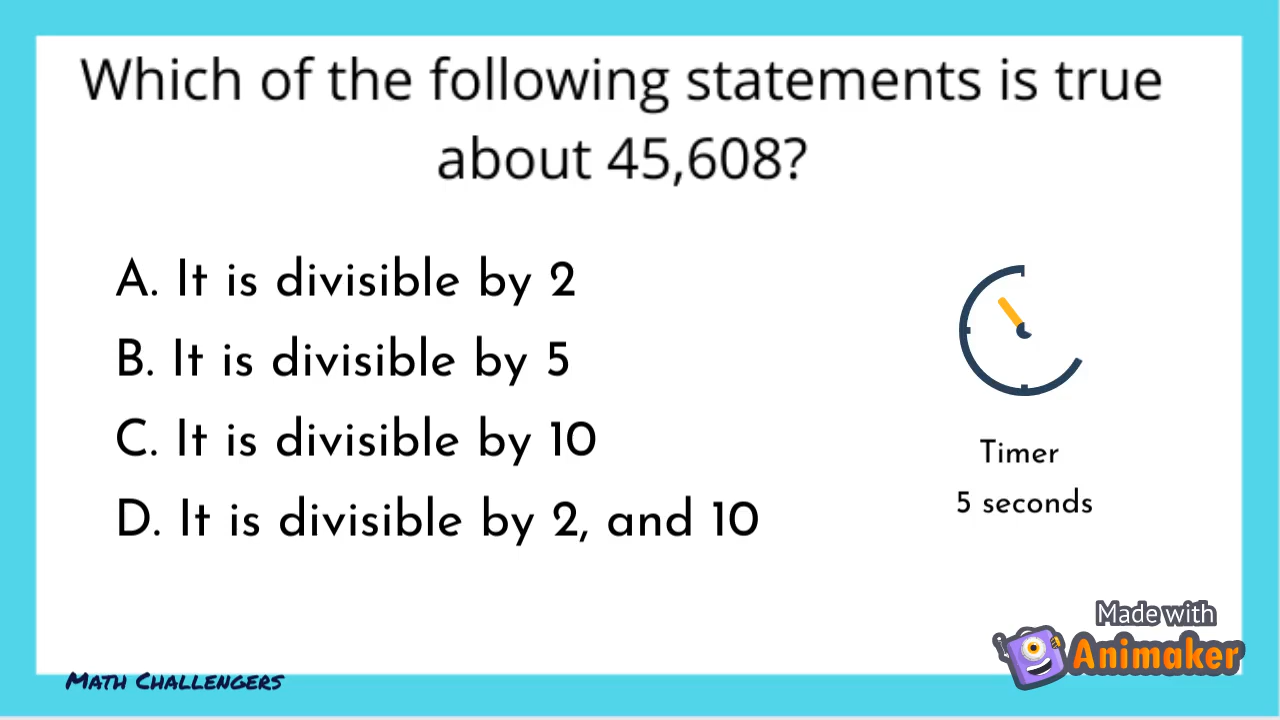 Which of the following statements is true
about 45,608?
A. It is divisible by 2
B. It is divisible by 5
C. It is divisible by 10
D. It is divisible by 2, and 10
Timer
5 seconds
Made with
Animaker
Math Challengers